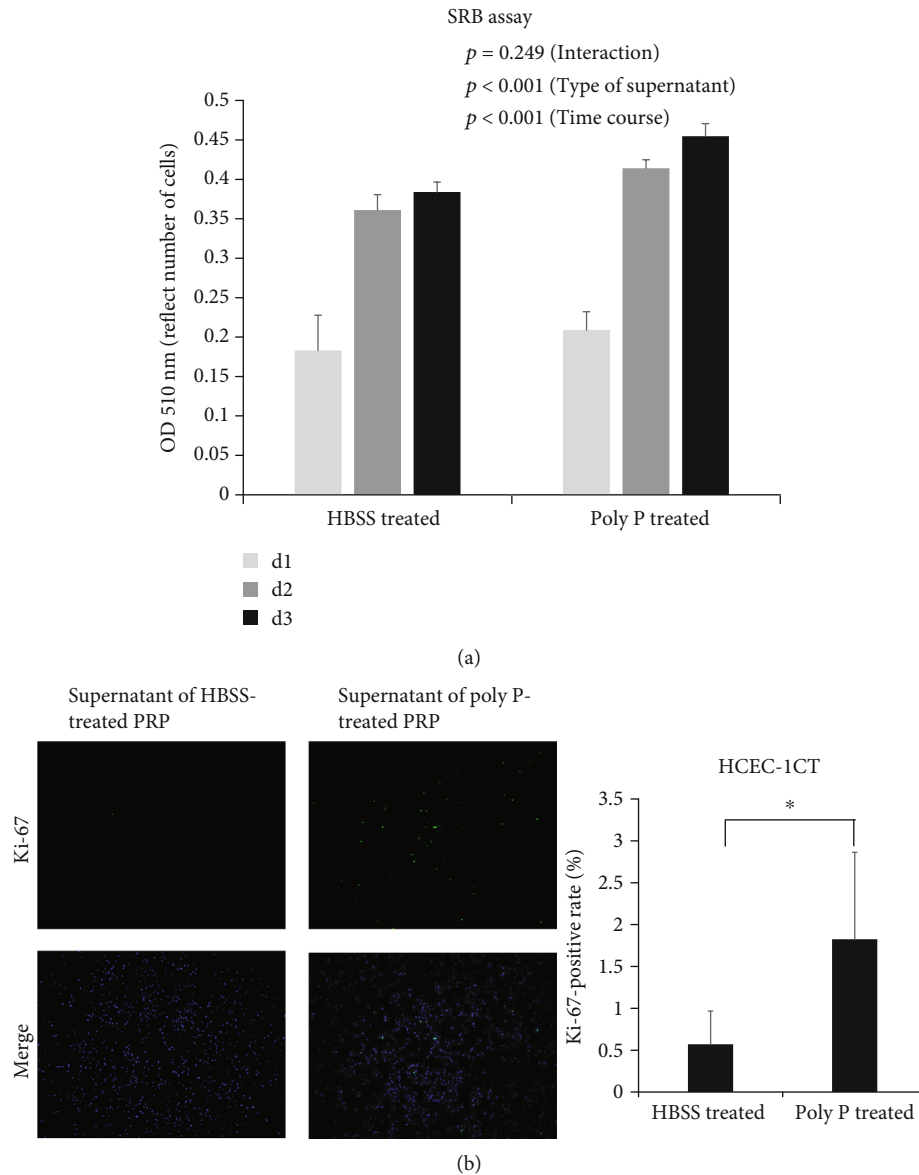 SRB assay
p = 0.249 (Interaction)
p < 0.001 (Type of supernatant)
p < 0.001 (Time course)
OD 510 nm (reflect number of cells)
0.5
0.45
0.4
0.35
0.3
0.25
0.2
0.15
0.1
0.05
0
HBSS treated
Poly P treated
d1
d2
d3
(a)
Supernatant of HBSS-
treated PRP
Supernatant of poly P-
treated PRP
Ki-67
Merge
HCEC-1CT
Ki-67-positive rate (%)
3.5
3
2.5
2
1.5
1
0.5
0
*
HBSS treated
Poly P treated
(b)